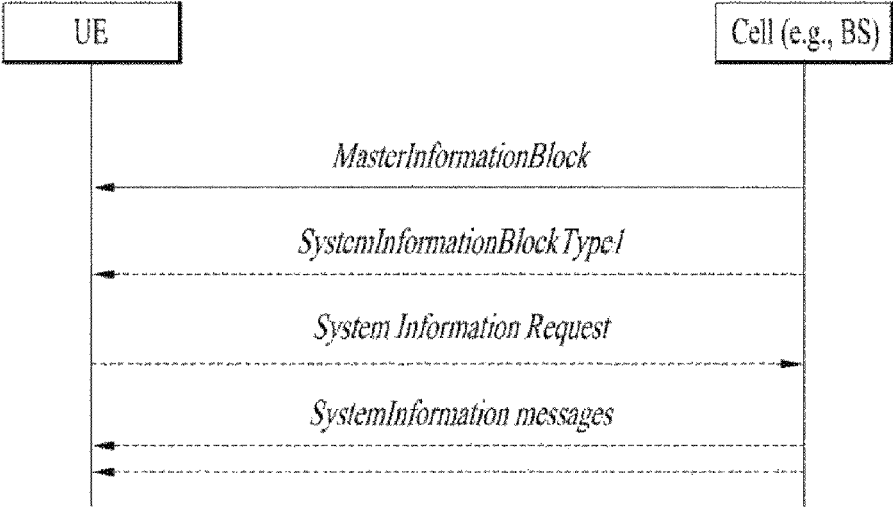 UE
Cell (e.g., BS)
MasterInformationBlock
SystemInformationBlockType1
System Information Request
SystemInformation messages